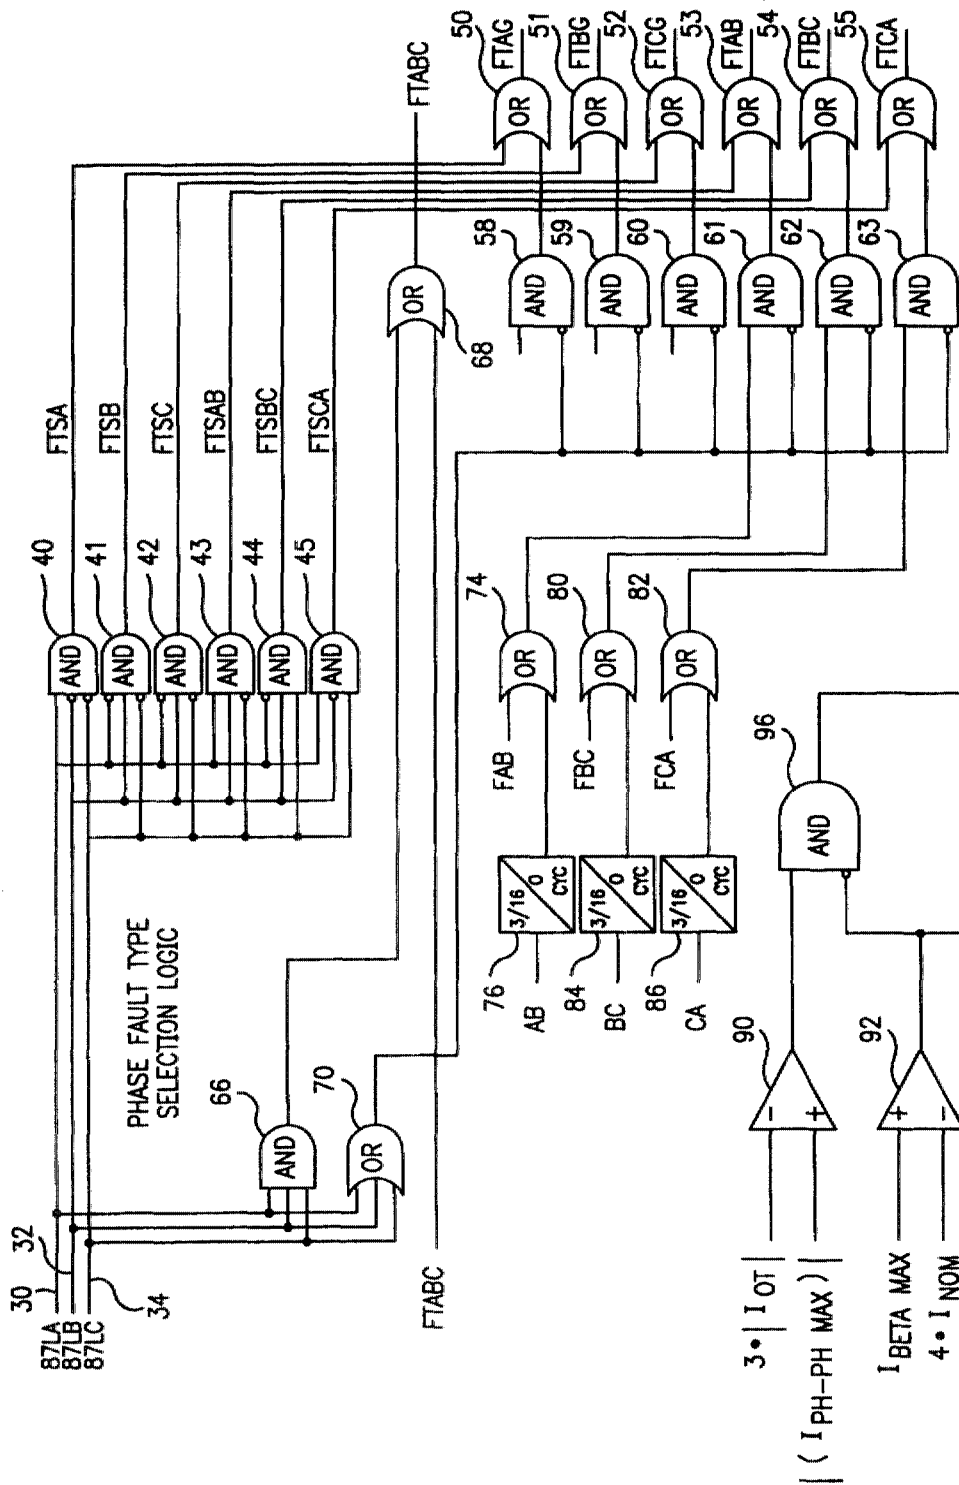 30
32
87LA
87LB
87LC
34
PHASE FAULT TYPE
SELECTION LOGIC
66
AND
70
OR
FTABC
40
AND
FTSA
41
AND
FTSB
42
AND
FTSC
43
AND
FTSAB
44
AND
FTSBC
45
AND
FTSCA
OR
68
FTABC
50
OR
FTAG
51
OR
FTBG
52
OR
FTCG
53
OR
FTAB
54
OR
FTBC
55
OR
FTCA
58
AND
59
AND
60
AND
61
AND
62
AND
63
AND
76
AB
3/16
0
CYC
FAB
74
OR
84
BC
3/16
0
CYC
FBC
80
OR
86
CA
3/16
0
CYC
FCA
82
OR
3•|IOT|
|(IPH-PH MAX)|
90
-
+
IBETA MAX
4•INOM
92
+
-
96
AND